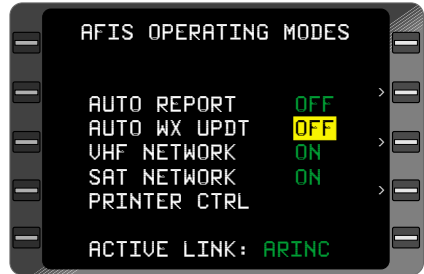 AFIS OPERATING MODES
AUTO REPORT OFF >
AUTO WX UPDT OFF
VHF NETWORK ON >
SAT NETWORK ON
PRINTER CTRL >
ACTIVE LINK: ARINC